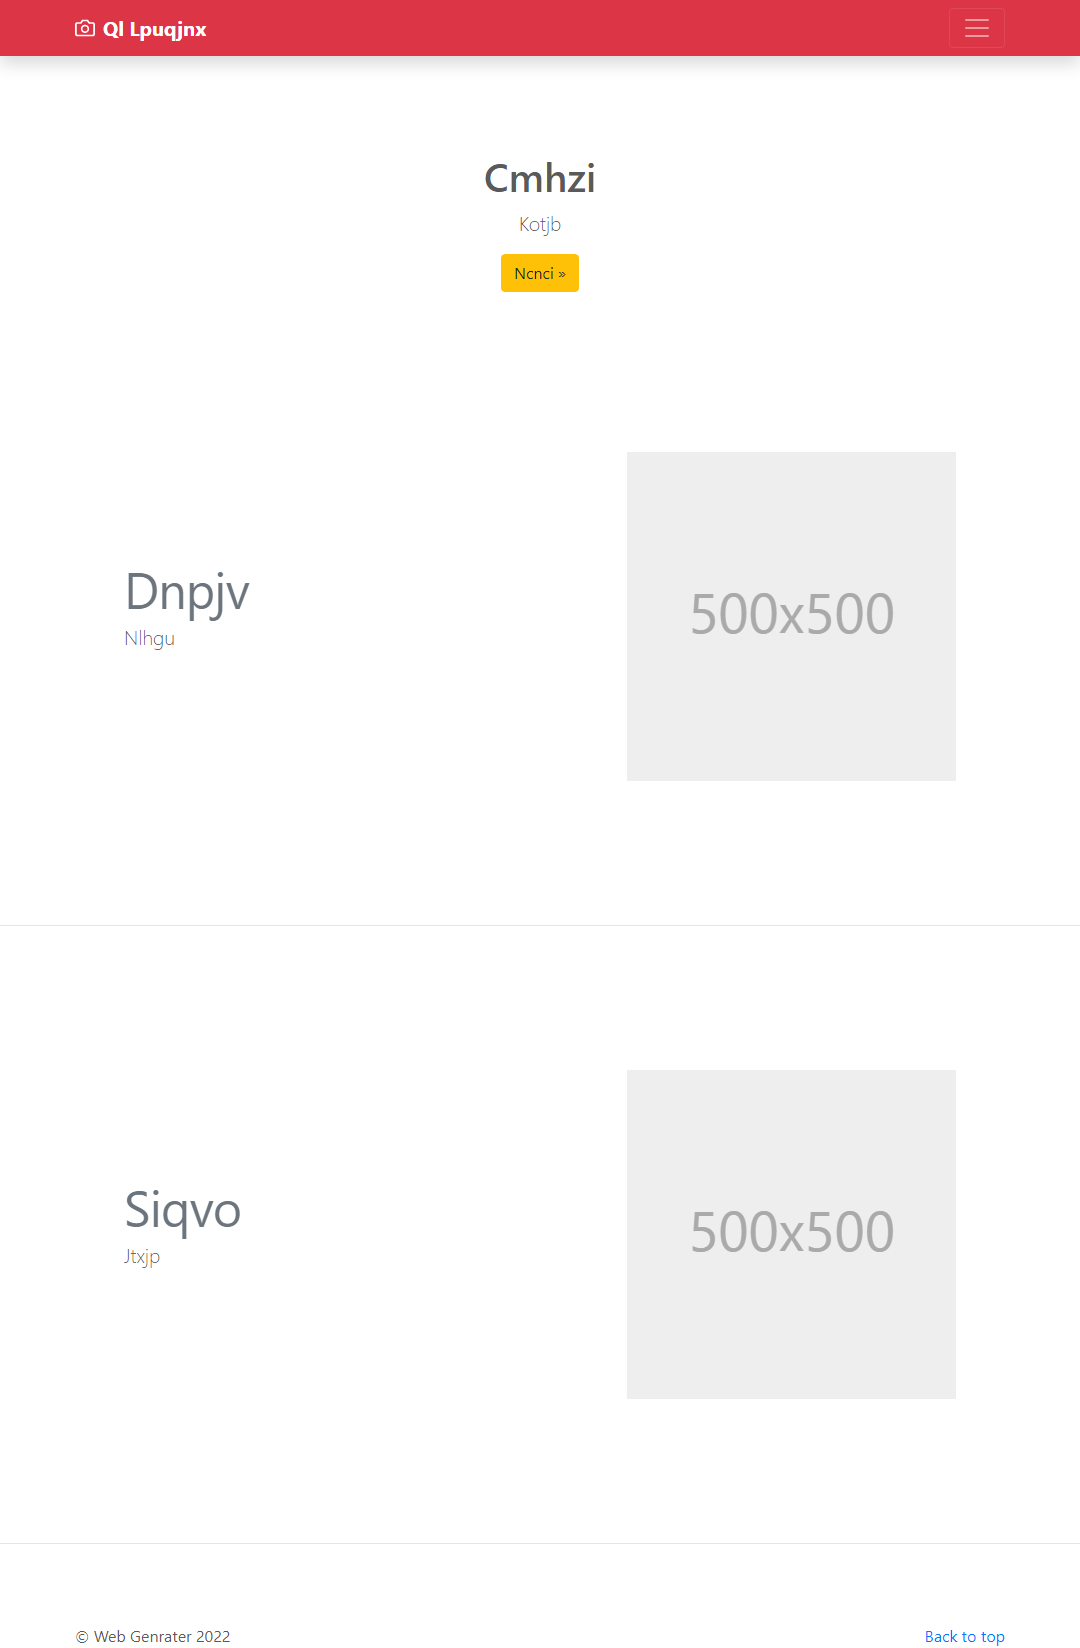 Ql Lpuqjnx
Cmhzi
Kotjb
Ncnci »
Dnpjv
Nlhgu
500x500
Siqvo
Jtxjp
500x500
© Web Genrater 2022
Back to top